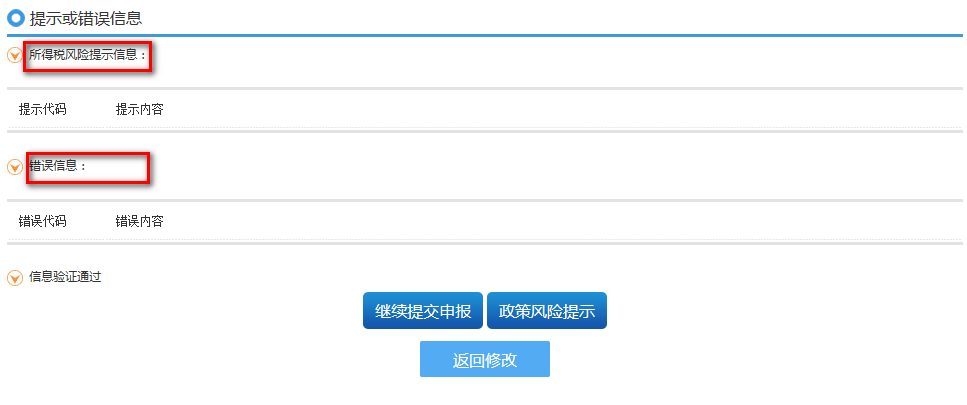 提示或错误信息
所得税风险提示信息：
提示代码 提示内容
错误信息：
错误代码 错误内容
信息验证通过
继续提交申报 政策风险提示
返回修改